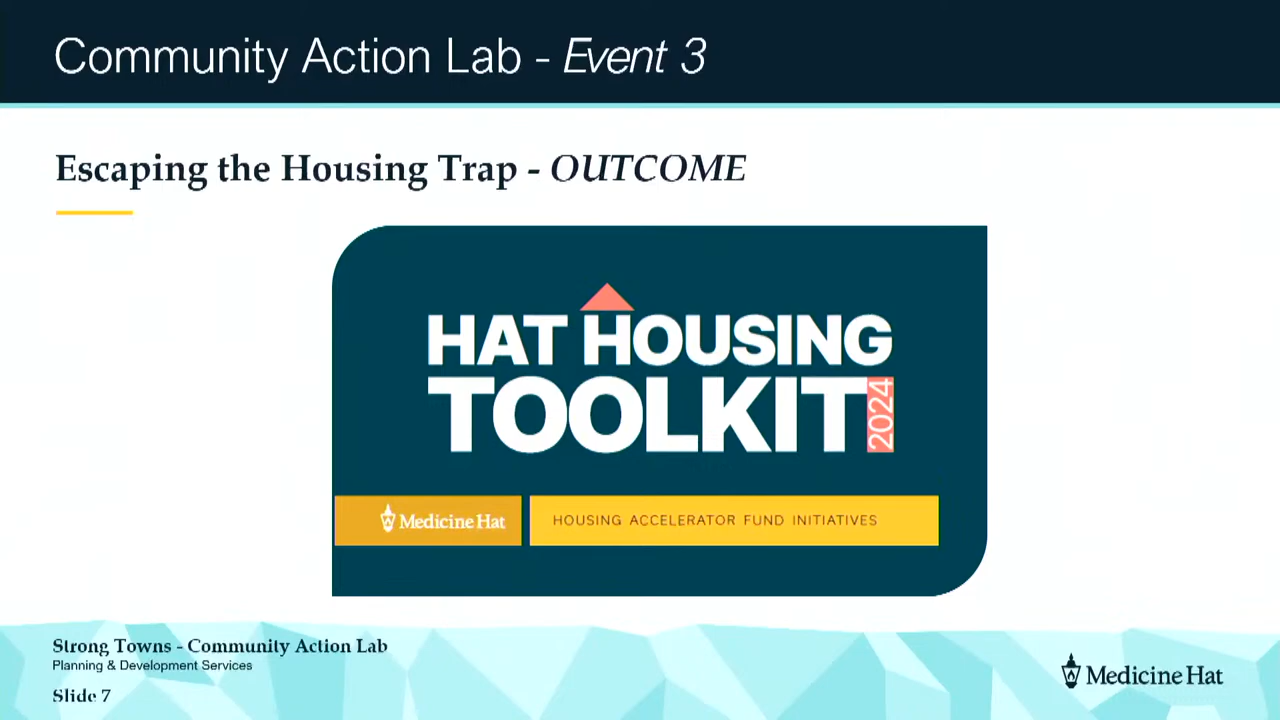 Community Action Lab - Event 3
Escaping the Housing Trap - OUTCOME
HAT HOUSING
TOOLKIT
2024
Medicine Hat
HOUSING ACCELERATOR FUND INITIATIVES
Strong Towns - Community Action Lab
Planning & Development Services
Slide 7
Medicine Hat